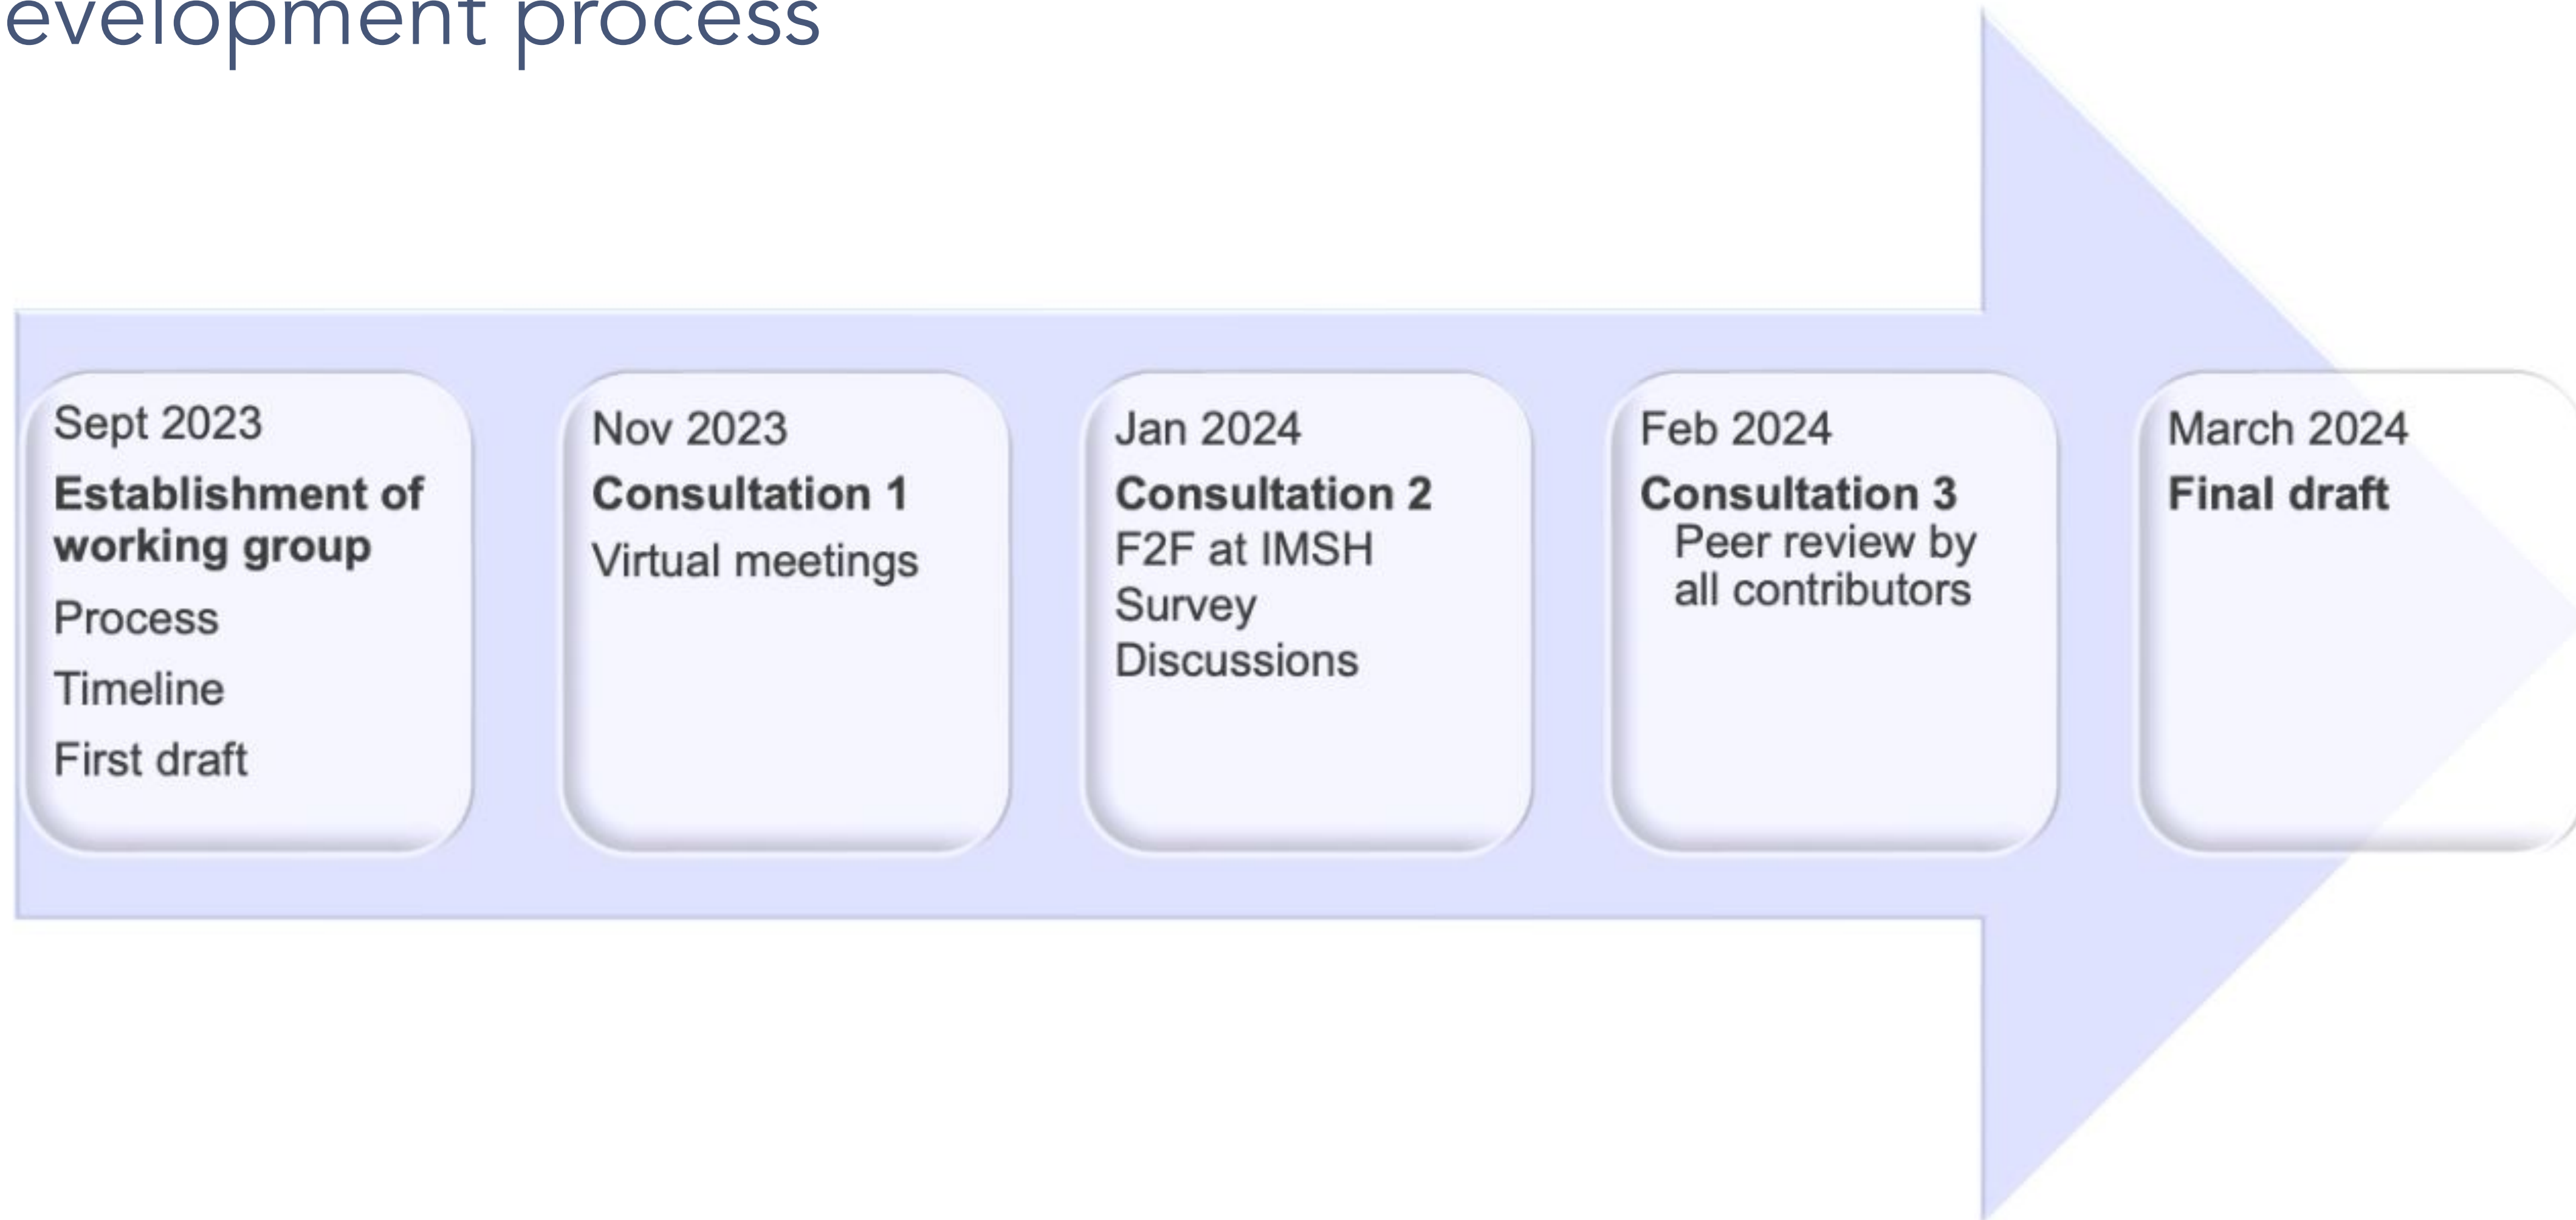 evelopment process
Sept 2023
Establishment of
working group
Process
Timeline
First draft
Nov 2023
Consultation 1
Virtual meetings
Jan 2024
Consultation 2
F2F at IMSH
Survey
Discussions
Feb 2024
Consultation 3
Peer review by
all contributors
March 2024
Final draft